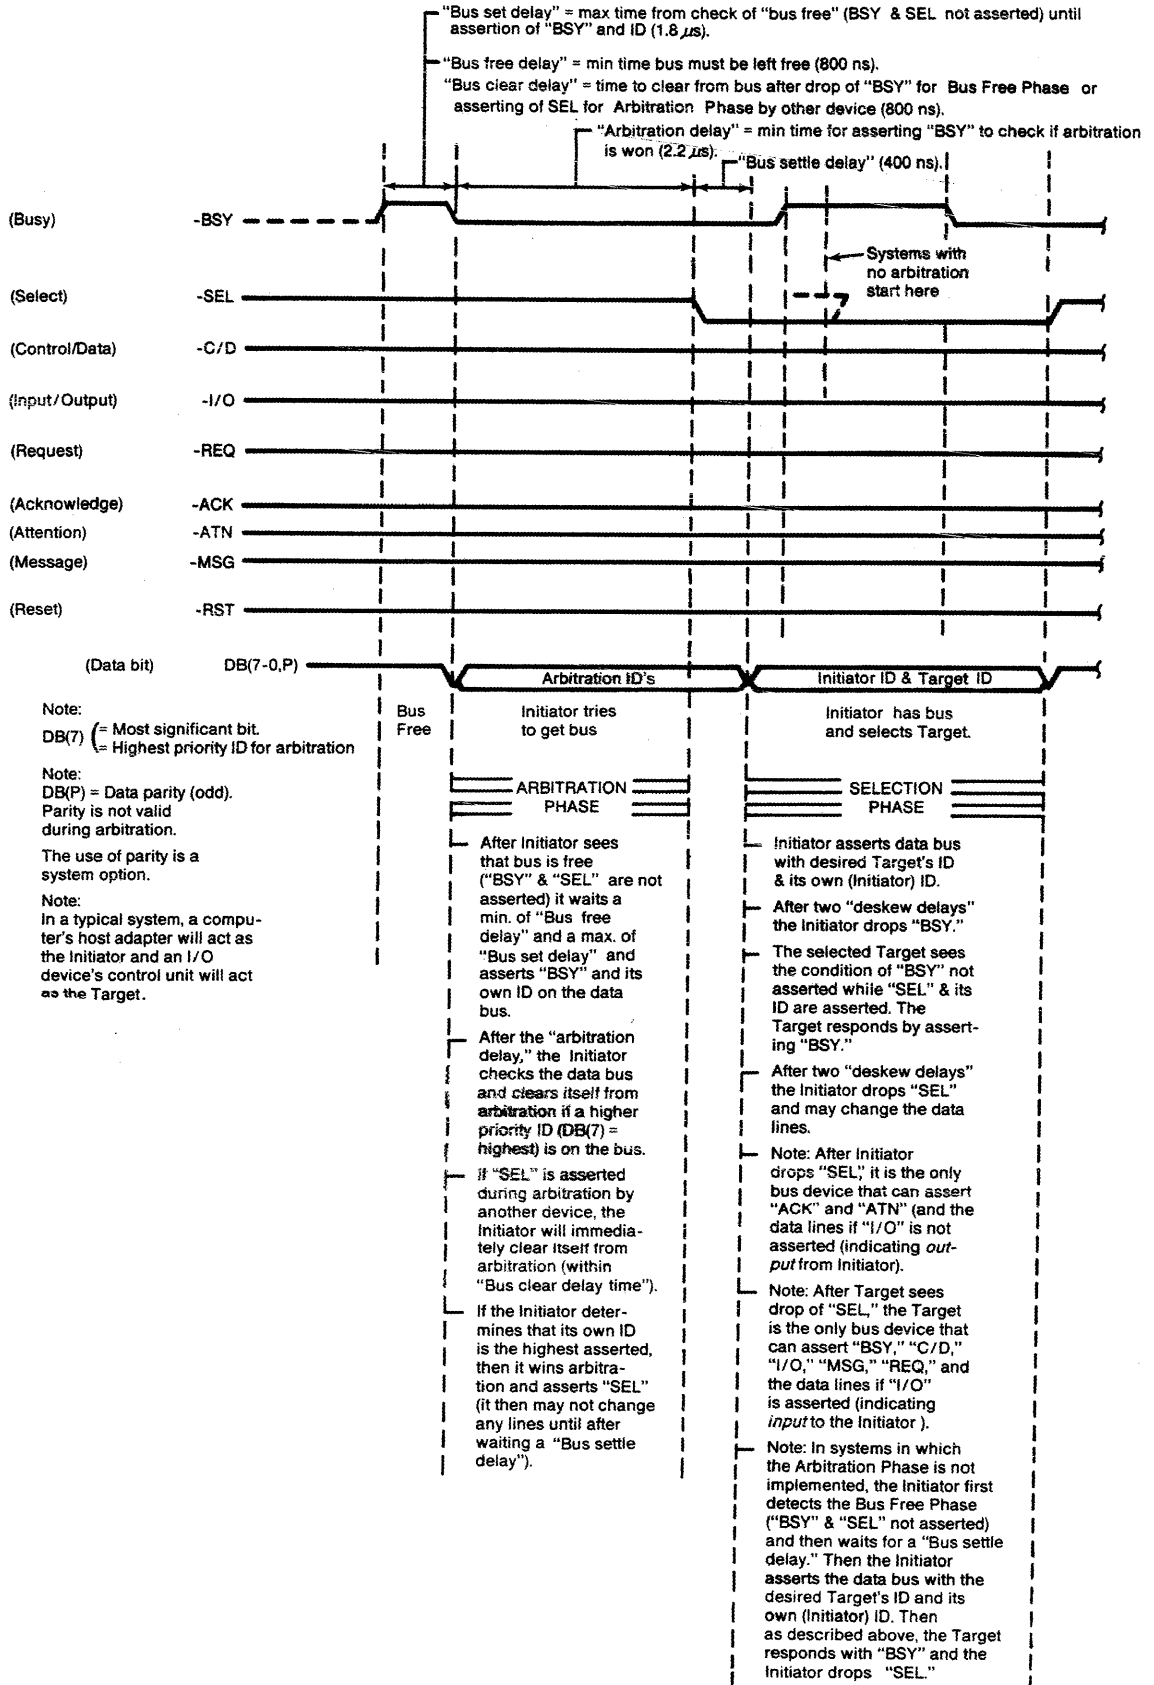 "Bus set delay" = max time from check of "bus free" (BSY & SEL not asserted) until
assertion of "BSY" and ID (1.8 µs).
"Bus free delay" = min time bus must be left free (800 ns).
"Bus clear delay" = time to clear from bus after drop of "BSY" for Bus Free Phase or
asserting of SEL for Arbitration Phase by other device (800 ns).
"Arbitration delay" = min time for asserting "BSY" to check if arbitration
is won (2.2 µs).
"Bus settle delay" (400 ns).
(Busy) -BSY
Systems with
no arbitration
start here
(Select) -SEL
(Control/Data) -C/D
(Input/Output) -I/O
(Request) -REQ
(Acknowledge) -ACK
(Attention) -ATN
(Message) -MSG
(Reset) -RST
(Data bit) DB(7-0,P)
Arbitration ID's
Initiator ID & Target ID
Note:
DB(7) (= Most significant bit.
(= Highest priority ID for arbitration
Note:
DB(P) = Data parity (odd).
Parity is not valid
during arbitration.
The use of parity is a
system option.
Note:
In a typical system, a compu-
ter's host adapter will act as
the Initiator and an I/O
device's control unit will act
as the Target.
Bus
Free
Initiator tries
to get bus
ARBITRATION
PHASE
After Initiator sees
that bus is free
("BSY" & "SEL" are not
asserted) it waits a
min. of "Bus free
delay" and a max. of
"Bus set delay" and
asserts "BSY" and its
own ID on the data
bus.
After the "arbitration
delay," the Initiator
checks the data bus
and clears itself from
arbitration if a higher
priority ID (DB(7) =
highest) is on the bus.
If "SEL" is asserted
during arbitration by
another device, the
Initiator will immedia-
tely clear itself from
arbitration (within
"Bus clear delay time").
If the Initiator deter-
mines that its own ID
is the highest asserted,
then it wins arbitra-
tion and asserts "SEL"
(it then may not change
any lines until after
waiting a "Bus settle
delay").
Initiator has bus
and selects Target.
SELECTION
PHASE
Initiator asserts data bus
with desired Target's ID
& its own (Initiator) ID.
After two "deskew delays"
the Initiator drops "BSY."
The selected Target sees
the condition of "BSY" not
asserted while "SEL" & its
ID are asserted. The
Target responds by assert-
ing "BSY."
After two "deskew delays"
the Initiator drops "SEL"
and may change the data
lines.
Note: After Initiator
drops "SEL," it is the only
bus device that can assert
"ACK" and "ATN" (and the
data lines if "I/O" is not
asserted (indicating out-
put from Initiator).
Note: After Target sees
drop of "SEL," the Target
is the only bus device that
can assert "BSY," "C/D,"
"I/O," "MSG," "REQ," and
the data lines if "I/O"
is asserted (indicating
input to the Initiator ).
Note: In systems in which
the Arbitration Phase is not
implemented, the Initiator first
detects the Bus Free Phase
("BSY" & "SEL" not asserted)
and then waits for a "Bus settle
delay." Then the Initiator
asserts the data bus with the
desired Target's ID and its
own (Initiator) ID. Then
as described above, the Target
responds with "BSY" and the
Initiator drops "SEL."